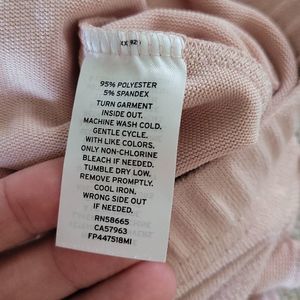 95% POLYESTER
5% SPANDEX
TURN GARMENT
INSIDE OUT.
MACHINE WASH COLD.
GENTLE CYCLE.
WITH LIKE COLORS.
ONLY NON-CHLORINE
BLEACH IF NEEDED.
TUMBLE DRY LOW.
REMOVE PROMPTLY.
COOL IRON.
WRONG SIDE OUT
IF NEEDED.
RN58665
CA57963
FP447518MI